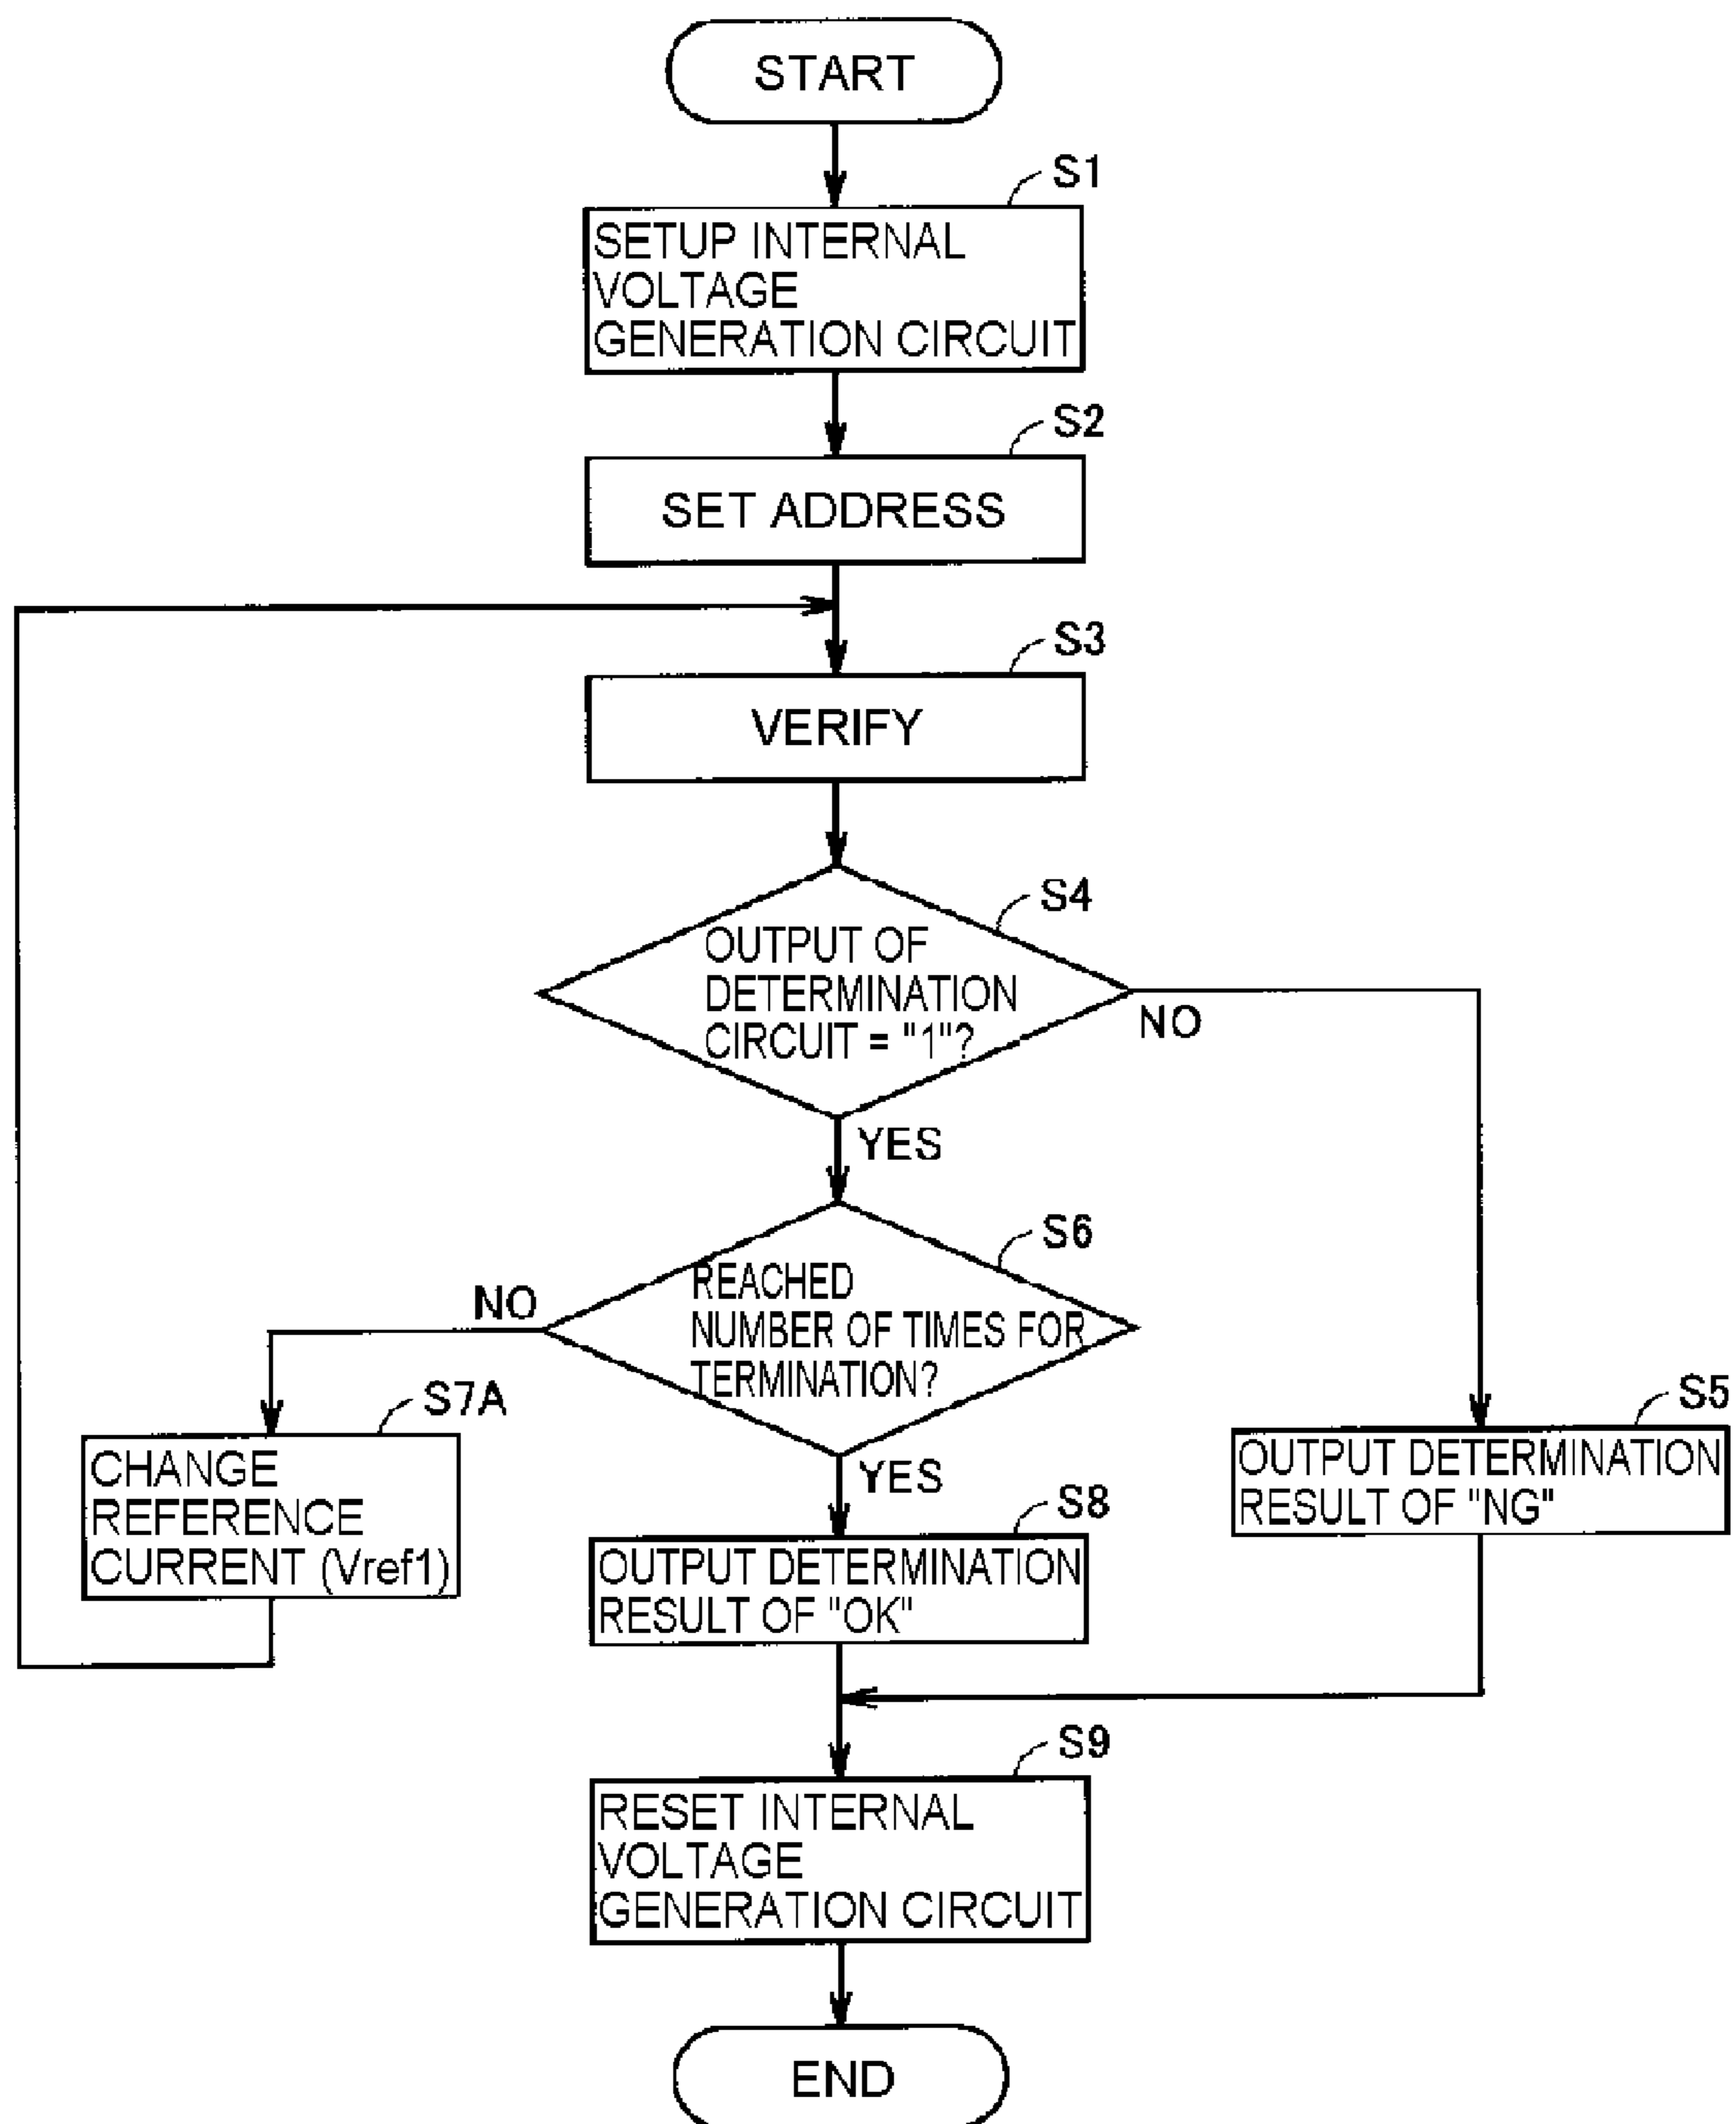 START
S1
SETUP INTERNAL
VOLTAGE
GENERATION CIRCUIT
S2
SET ADDRESS
S3
VERIFY
S4
OUTPUT OF
DETERMINATION
CIRCUIT = "1"?
NO
YES
S6
REACHED
NUMBER OF TIMES FOR
TERMINATION?
NO
YES
S7A
CHANGE
REFERENCE
CURRENT (Vref1)
S5
OUTPUT DETERMINATION
RESULT OF "NG"
S8
OUTPUT DETERMINATION
RESULT OF "OK"
S9
RESET INTERNAL
VOLTAGE
GENERATION CIRCUIT
END